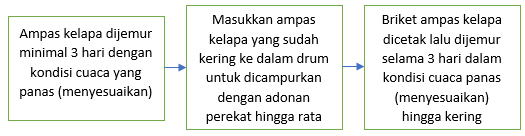 Ampas kelapa dijemur
minimal 3 hari dengan
kondisi cuaca yang
panas (menyesuaikan)
Masukkan ampas
kelapa yang sudah
kering ke dalam drum
untuk dicampurkan
dengan adonan
perekat hingga rata
Briket ampas kelapa
dicetak lalu dijemur
selama 3 hari dalam
kondisi cuaca panas
(menyesuaikan)
hingga kering